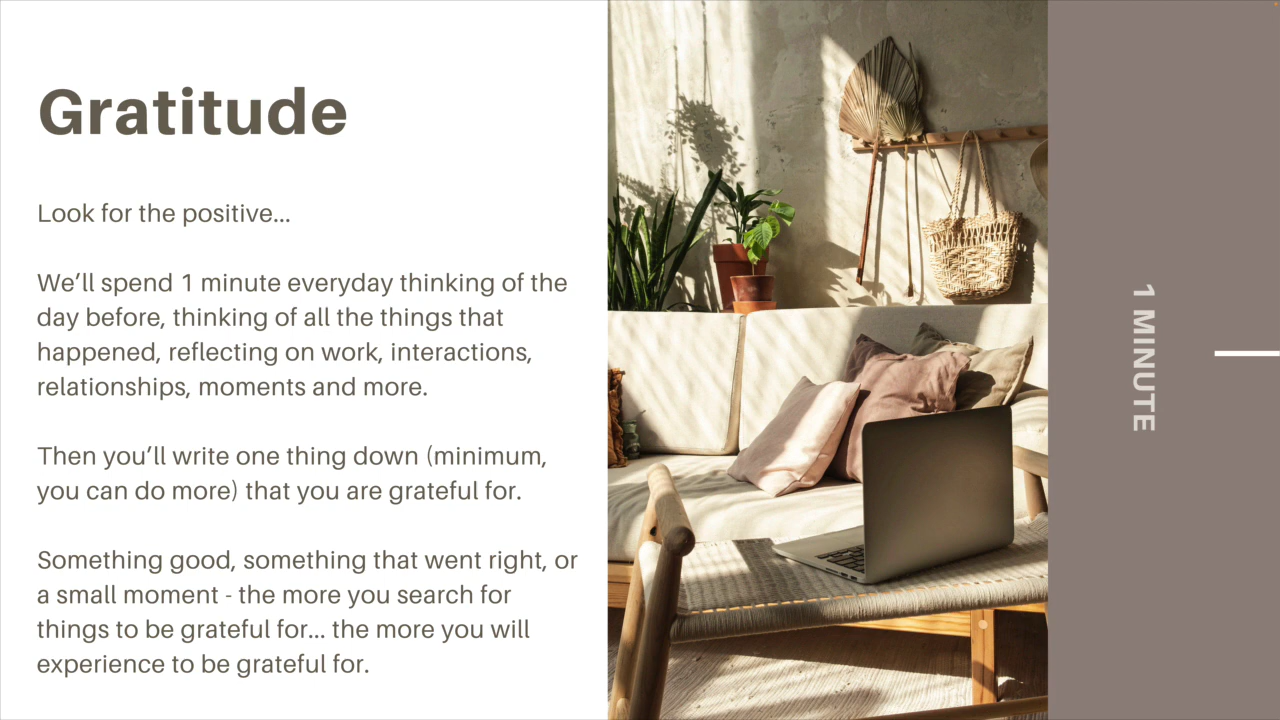 Gratitude
Look for the positive...
We’ll spend 1 minute everyday thinking of the
day before, thinking of all the things that
happened, reflecting on work, interactions,
relationships, moments and more.
Then you’ll write one thing down (minimum,
you can do more) that you are grateful for.
Something good, something that went right, or
a small moment - the more you search for
things to be grateful for... the more you will
experience to be grateful for.
1 MINUTE